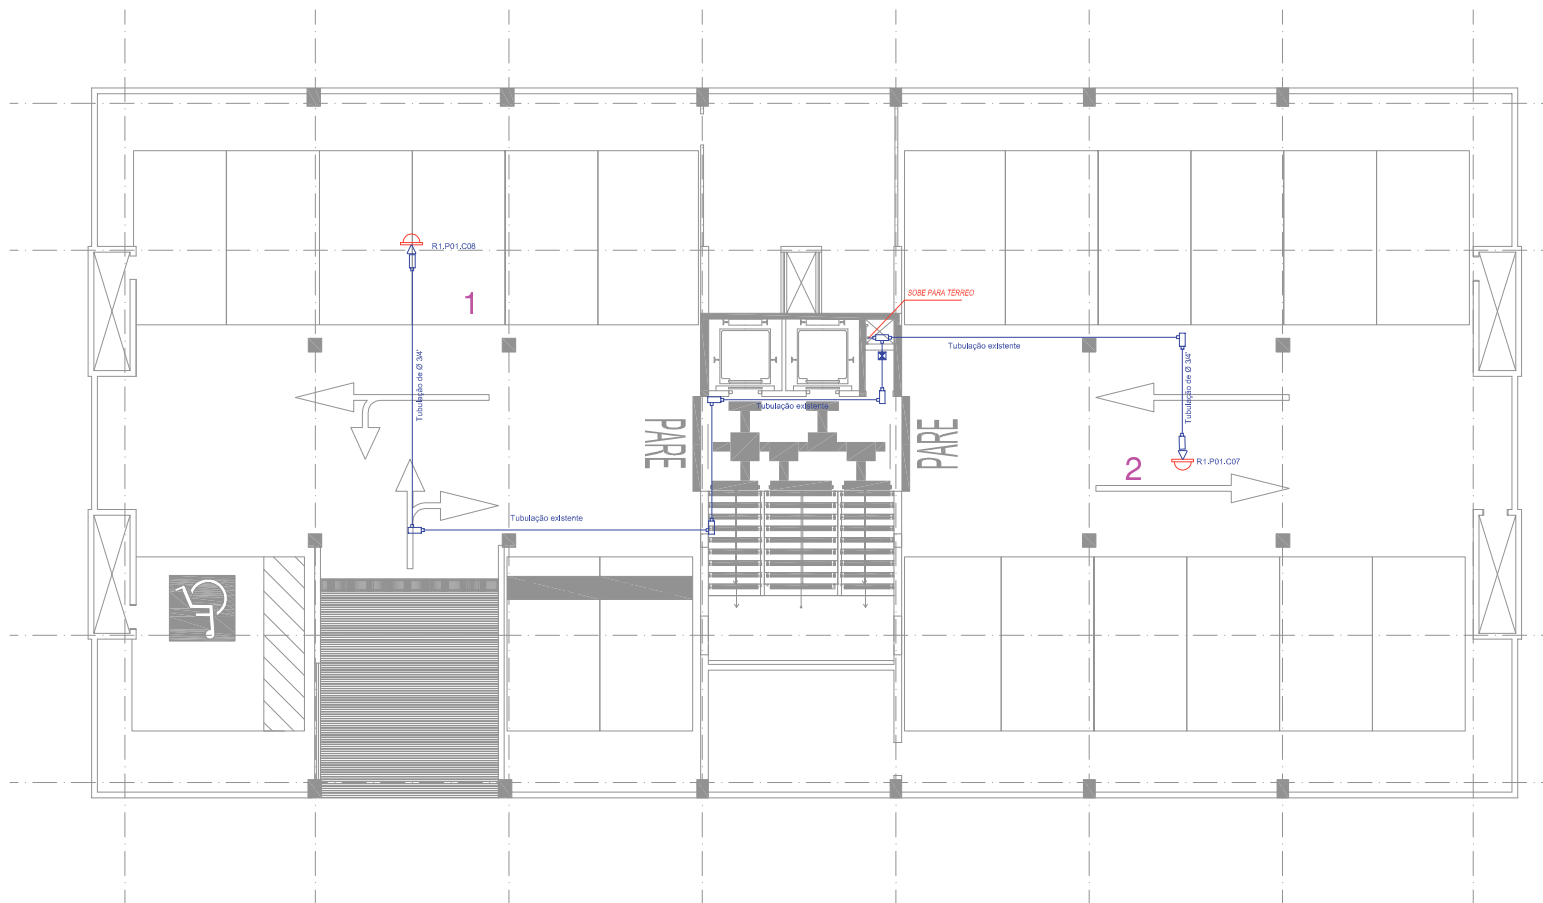 R1.P01.C08
1
SOBE PARA TÉRREO
Tubulação existente
Tubulação de Ø 3/4"
Tubulação de Ø 3/4"
Tubulação existente
PARE
PARE
2
R1.P01.C07
Tubulação existente